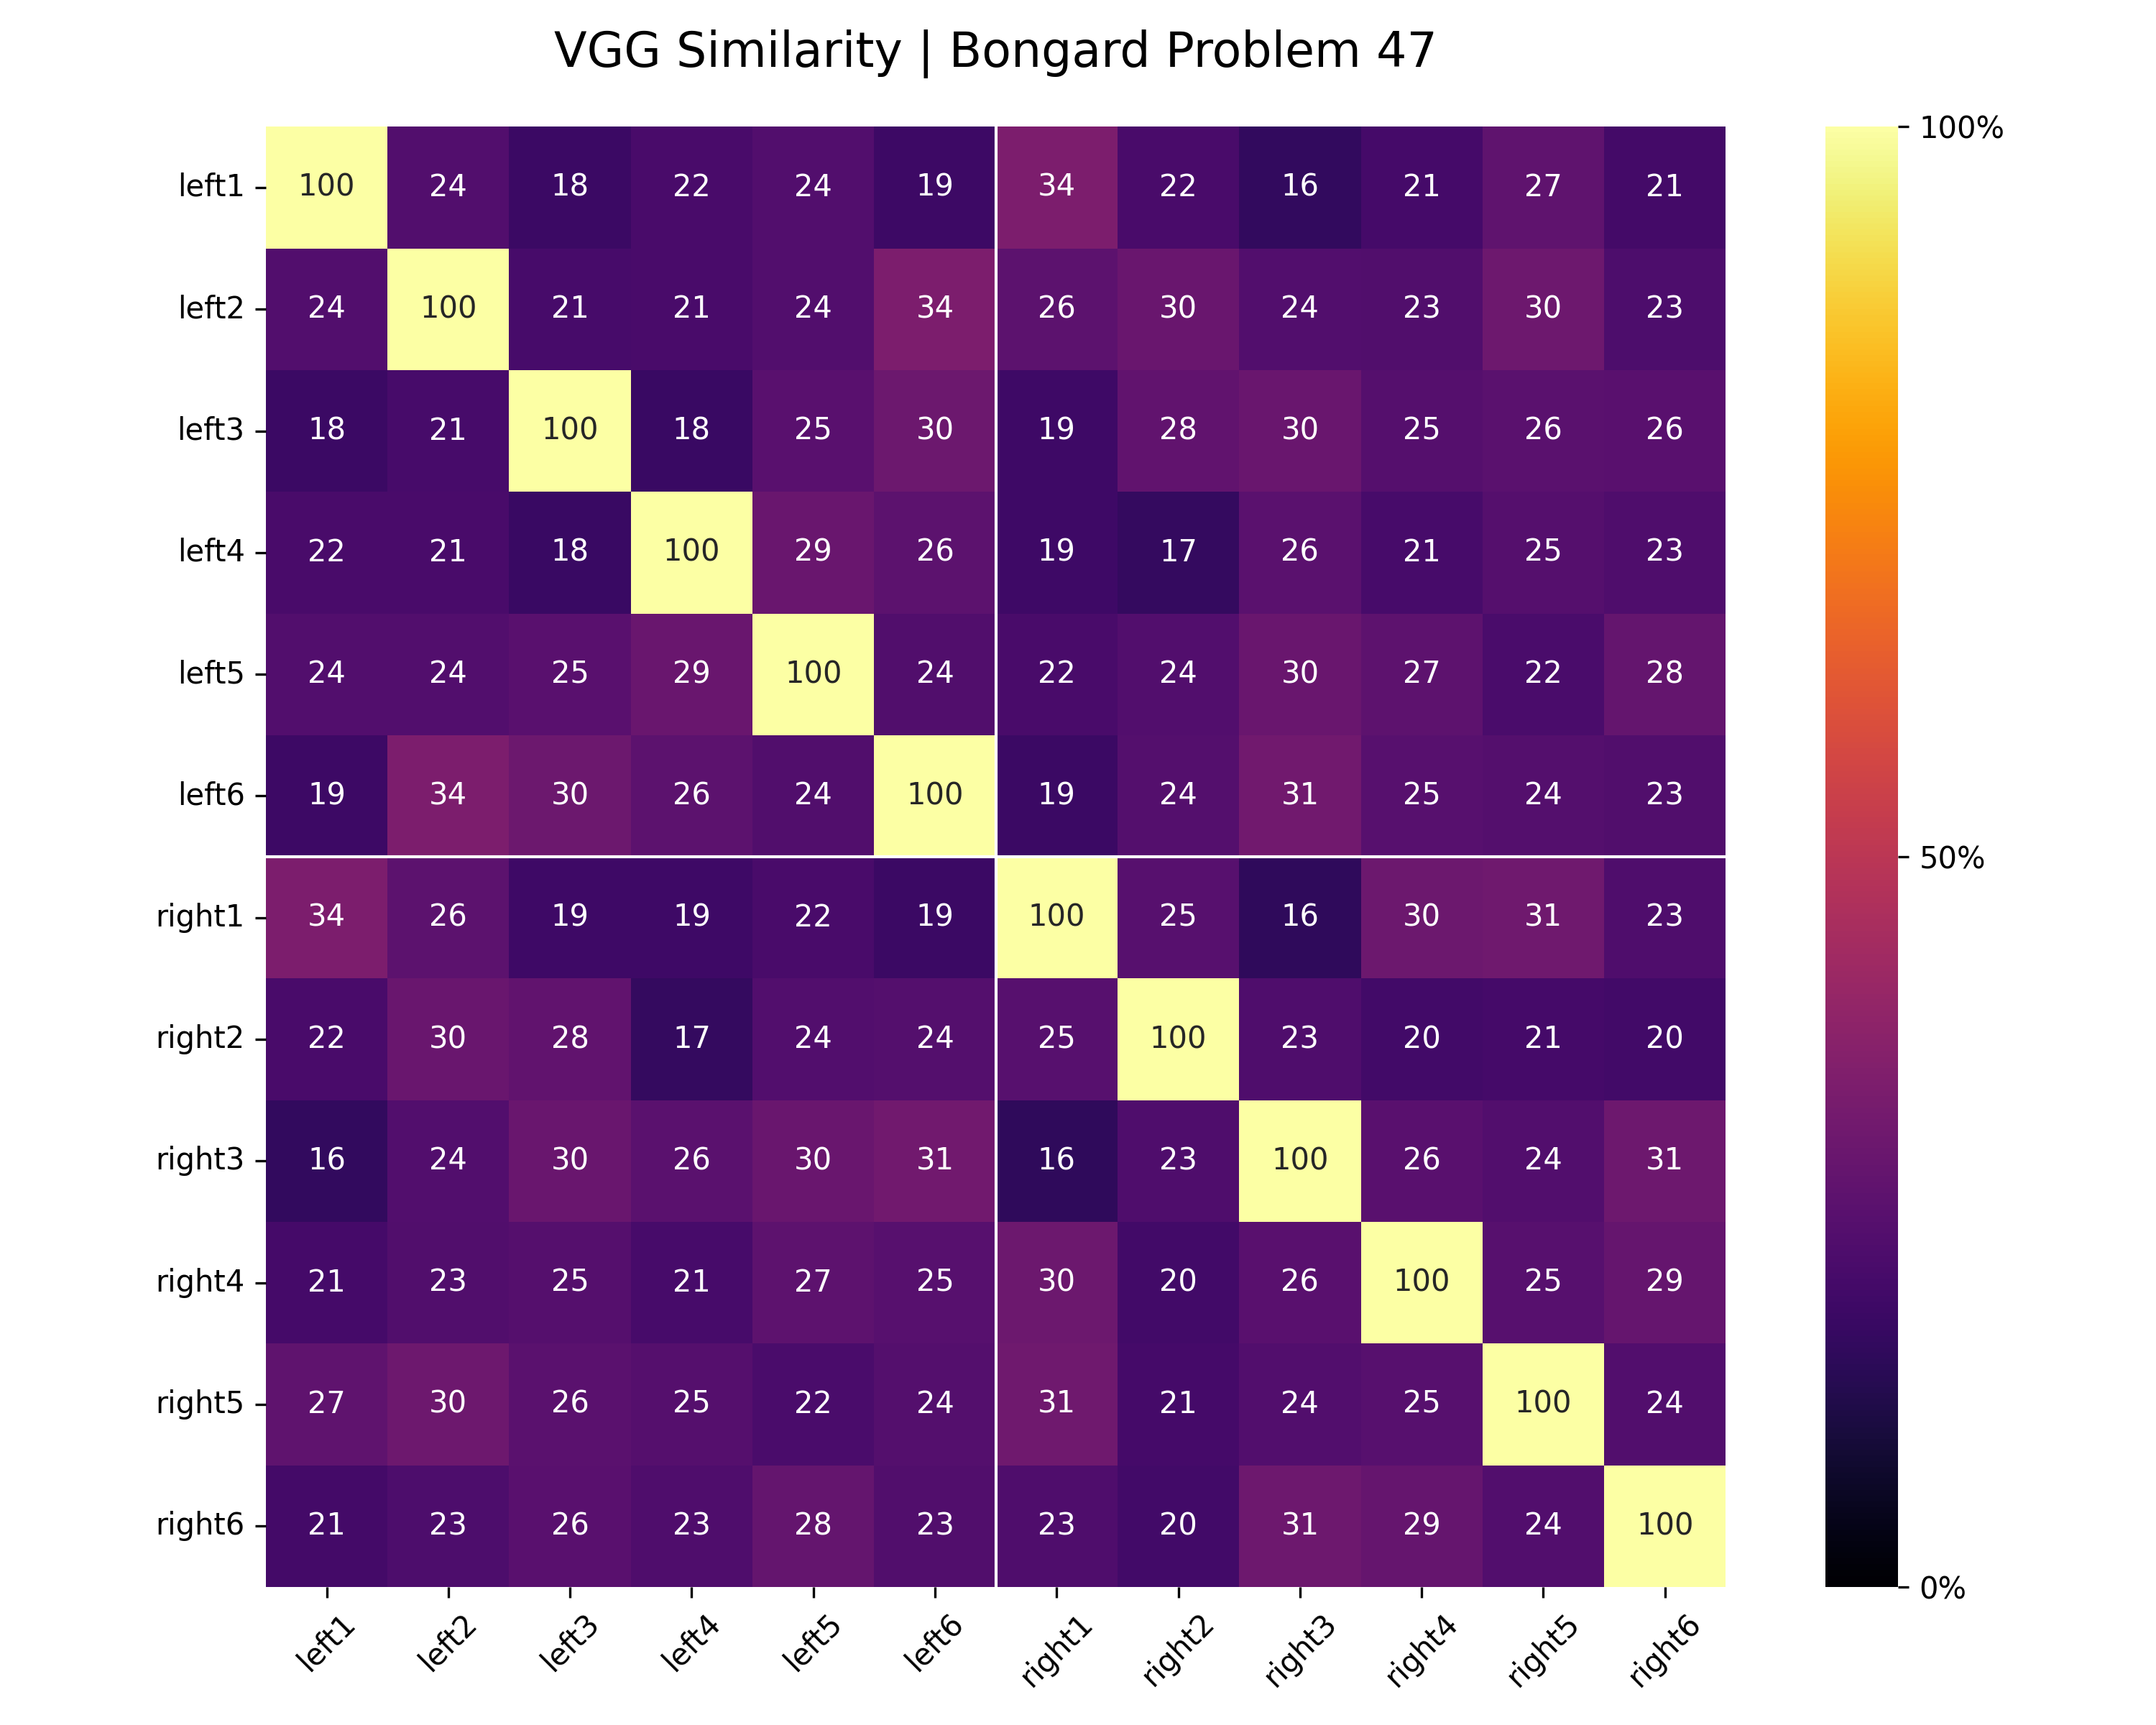 VGG Similarity | Bongard Problem 47
left1 100 24 18 22 24 19 34 22 16 21 27 21
left2 24 100 21 21 24 34 26 30 24 23 30 23
left3 18 21 100 18 25 30 19 28 30 25 26 26
left4 22 21 18 100 29 26 19 17 26 21 25 23
left5 24 24 25 29 100 24 22 24 30 27 22 28
left6 19 34 30 26 24 100 19 24 31 25 24 23
right1 34 26 19 19 22 19 100 25 16 30 31 23
right2 22 30 28 17 24 24 25 100 23 20 21 20
right3 16 24 30 26 30 31 16 23 100 26 24 31
right4 21 23 25 21 27 25 30 20 26 100 25 29
right5 27 30 26 25 22 24 31 21 24 25 100 24
right6 21 23 26 23 28 23 23 20 31 29 24 100
left1 left2 left3 left4 left5 left6 right1 right2 right3 right4 right5 right6
100%
50%
0%